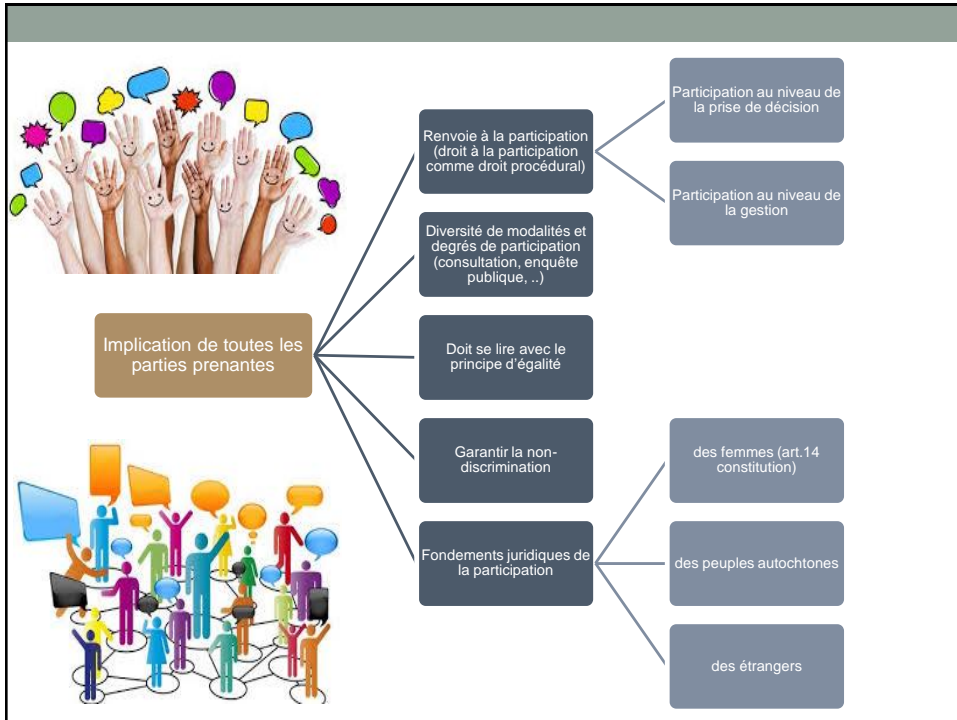 Implication de toutes les
parties prenantes
Renvoie à la participation
(droit à la participation
comme droit procédural)
Participation au niveau de
la prise de décision
Participation au niveau de
la gestion
Diversité de modalités et
degrés de participation
(consultation, enquête
publique, ..)
Doit se lire avec le
principe d’égalité
Garantir la non-
discrimination
Fondements juridiques de
la participation
des femmes (art.14
constitution)
des peuples autochtones
des étrangers